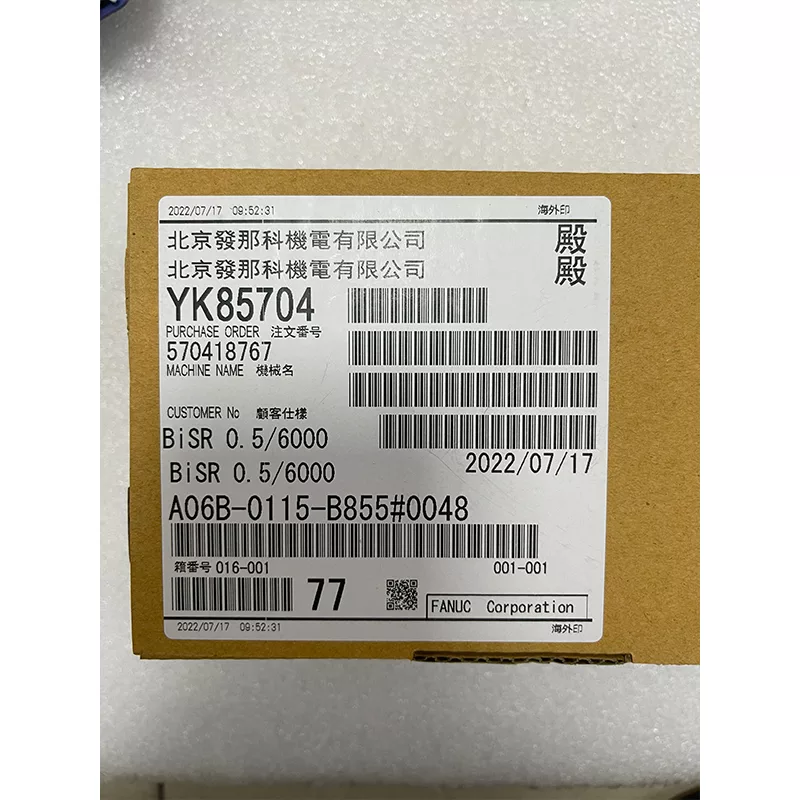 2022/07/17 09:52:31 海外印
北京發那科機電有限公司 殿
北京發那科機電有限公司 殿
YK85704
PURCHASE ORDER 注文番号
570418767
MACHINE NAME 機械名
CUSTOMER No 顧客仕様
BiSR 0.5/6000
2022/07/17
BiSR 0.5/6000
A06B-0115-B855#0048
箱番号 016-001 001-001
77
FANUC Corporation
2022/07/17 09:52:31 海外印